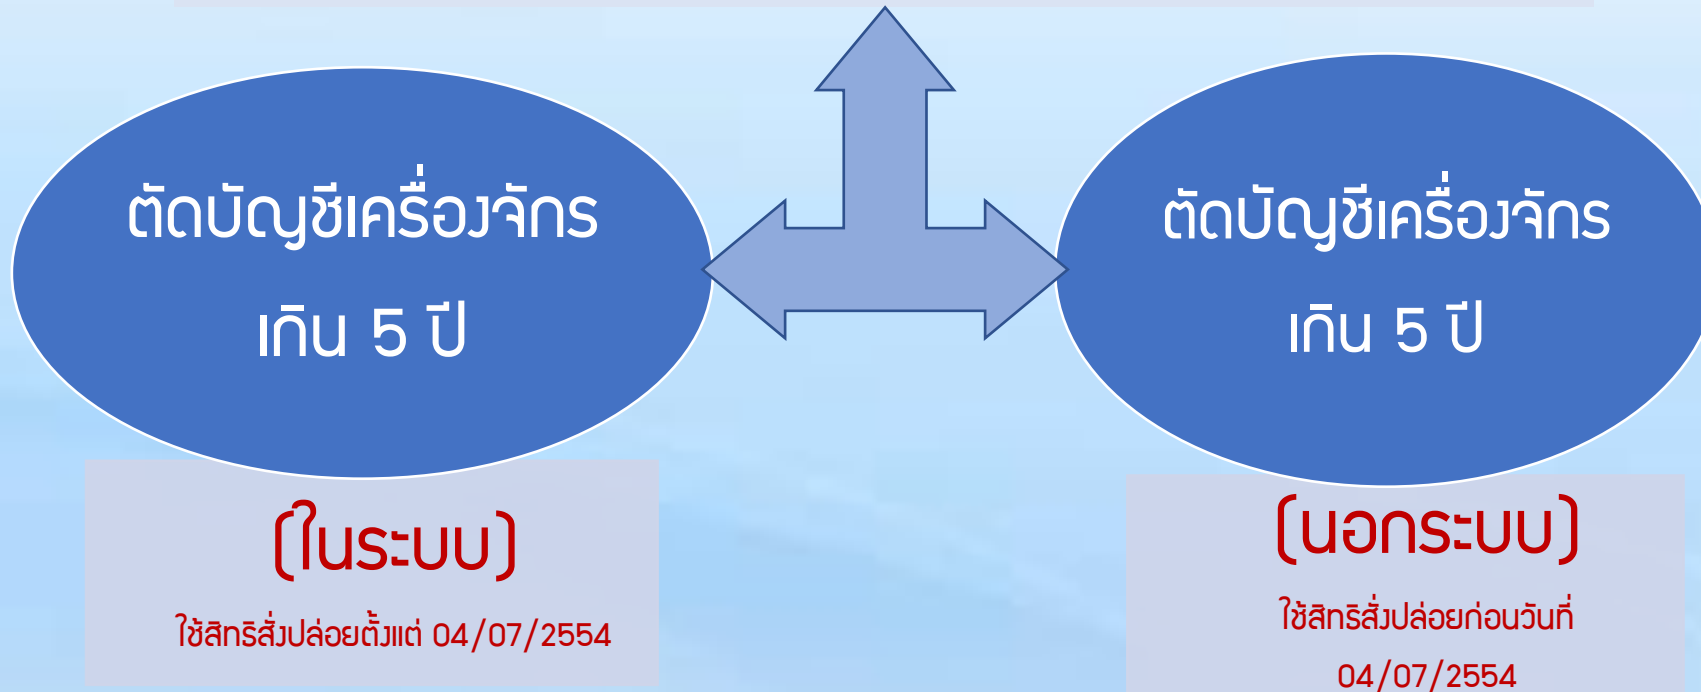 ตัดบัญชีเครื่องจักร
เกิน 5 ปี
(ในระบบ)
ใช้สิทธิสั่งปล่อยตั้งแต่ 04/07/2554
ตัดบัญชีเครื่องจักร
เกิน 5 ปี
(นอกระบบ)
ใช้สิทธิสั่งปล่อยก่อนวันที่
04/07/2554